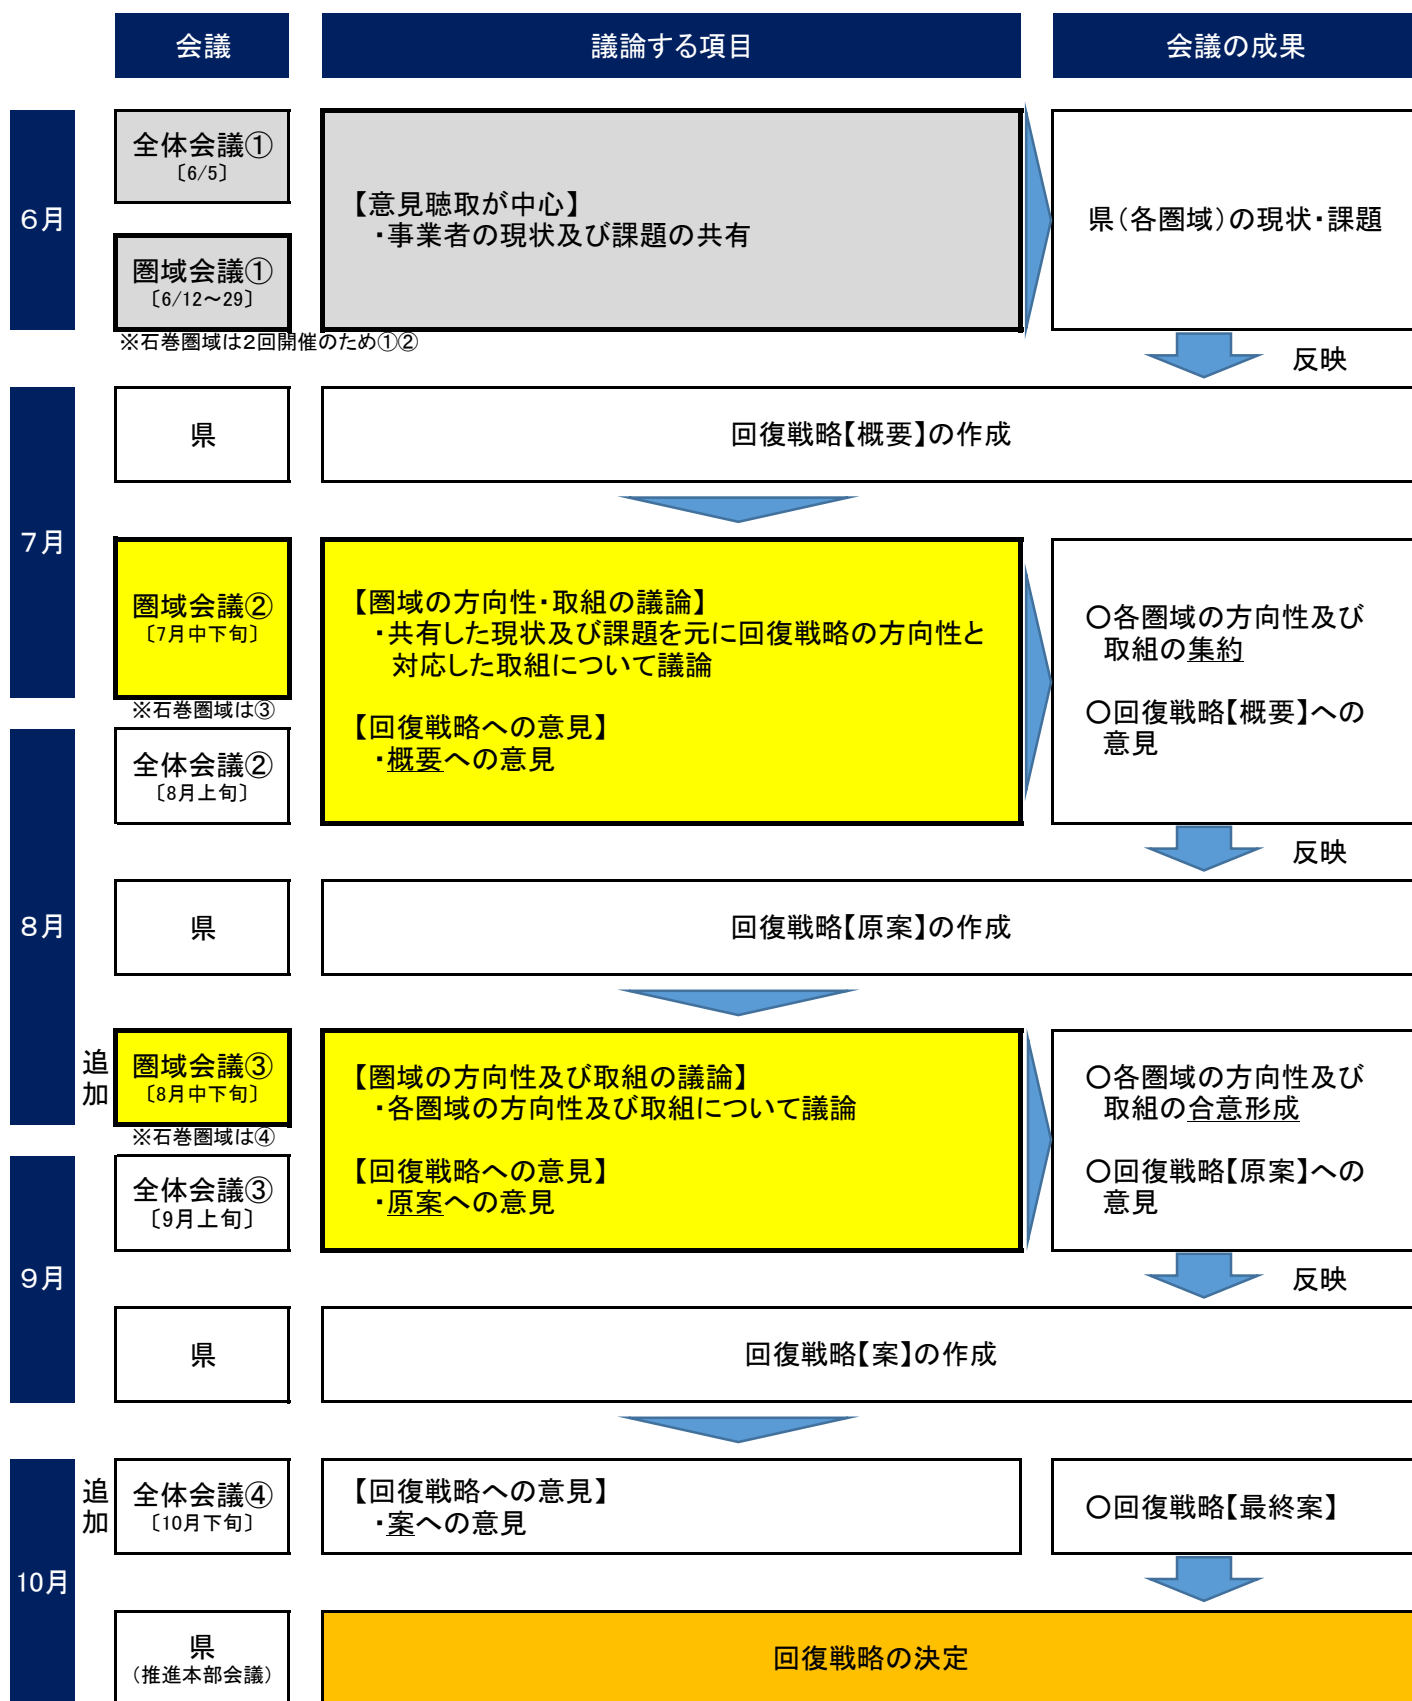 会議
議論する項目
会議の成果
6月
全体会議①
〔6/5〕
圏域会議①
〔6/12～29〕
※石巻圏域は2回開催のため①②
【意見聴取が中心】
・事業者の現状及び課題の共有
県（各圏域）の現状・課題
反映
7月
県
回復戦略【概要】の作成
圏域会議②
〔7月中下旬〕
※石巻圏域は③
8月
全体会議②
〔8月上旬〕
【圏域の方向性・取組の議論】
・共有した現状及び課題を元に回復戦略の方向性と
対応した取組について議論
【回復戦略への意見】
・概要への意見
〇各圏域の方向性及び
取組の集約
〇回復戦略【概要】への
意見
反映
県
回復戦略【原案】の作成
追加
圏域会議③
〔8月中下旬〕
※石巻圏域は④
9月
全体会議③
〔9月上旬〕
【圏域の方向性及び取組の議論】
・各圏域の方向性及び取組について議論
【回復戦略への意見】
・原案への意見
〇各圏域の方向性及び
取組の合意形成
〇回復戦略【原案】への
意見
反映
県
回復戦略【案】の作成
10月
追加
全体会議④
〔10月下旬〕
【回復戦略への意見】
・案への意見
〇回復戦略【最終案】
県
（推進本部会議）
回復戦略の決定